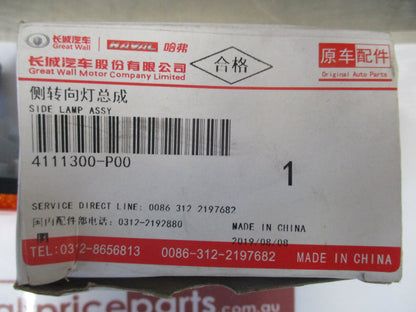 长城汽车 Great Wall HAVAL 哈弗
长城汽车股份有限公司
Great Wall Motor Company Limited
合格
原车配件
Original Auto Parts
侧转向灯总成
SIDE LAMP ASSY
4111300-P00
1
SERVICE DIRECT LINE: 0086 312 2197682
国内配件部电话: 0312-2192880
MADE IN CHINA
2019/08/08
TEL:0312-8656813 0086-312-2197682 MADE IN CHINA
priceparts.com.au